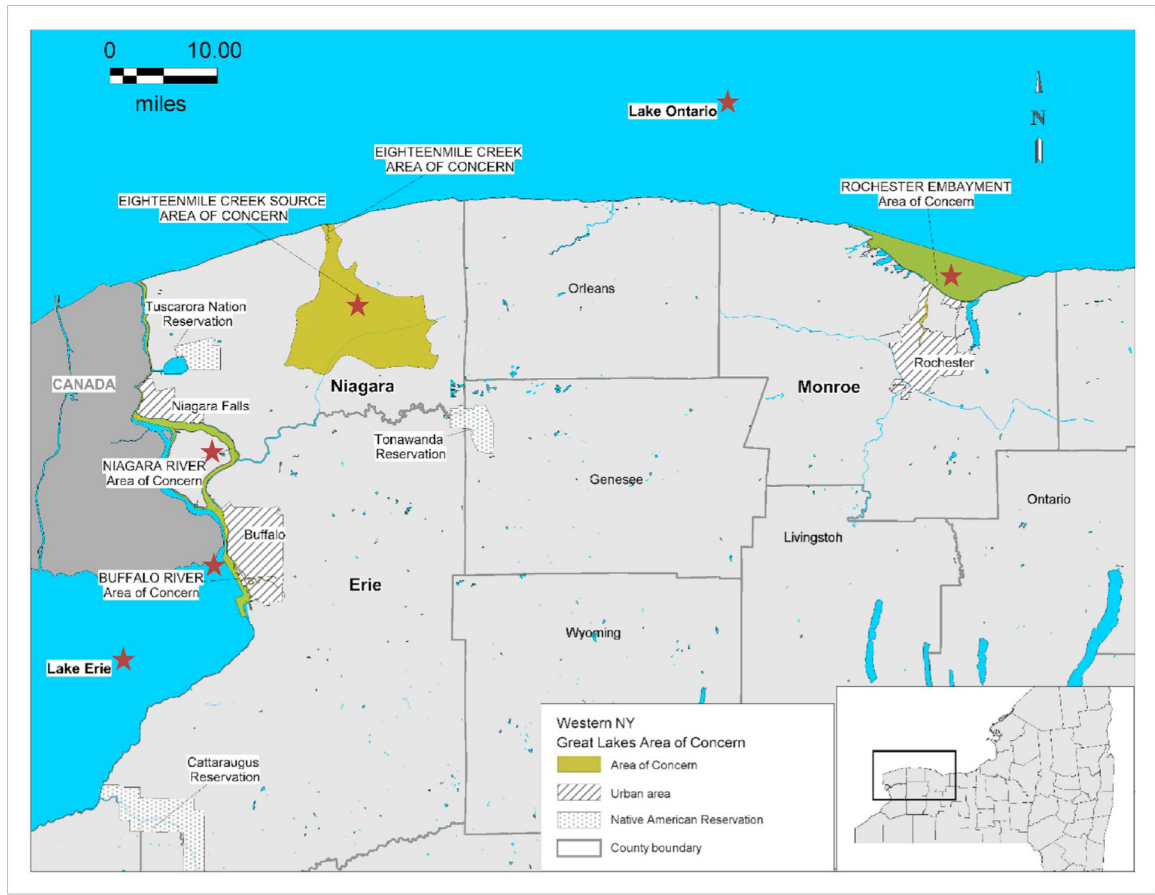 0 10.00
miles
Lake Ontario
N
EIGHTEENMILE CREEK
AREA OF CONCERN
EIGHTEENMILE CREEK SOURCE
AREA OF CONCERN
ROCHESTER EMBAYMENT
Area of Concern
Orleans
Tuscarora Nation
Reservation
CANADA
Niagara
Monroe
Rochester
Niagara Falls
Tonawanda
Reservation
NIAGARA RIVER
Area of Concern
Genesee
Ontario
Buffalo
Livingstoh
BUFFALO RIVER
Area of Concern
Erie
Wyoming
Lake Erie
Cattaraugus
Reservation
Western NY
Great Lakes Area of Concern
Area of Concern
Urban area
Native American Reservation
County boundary